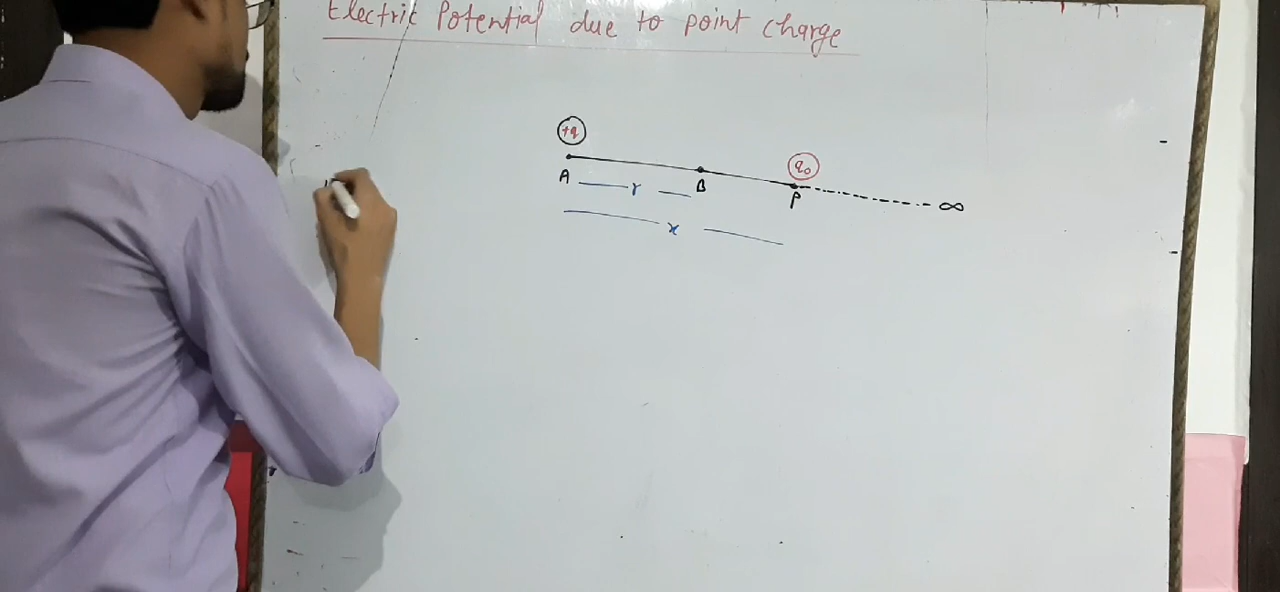 Electric Potential due to point charge
+q
q₀
A r B P ∞
x